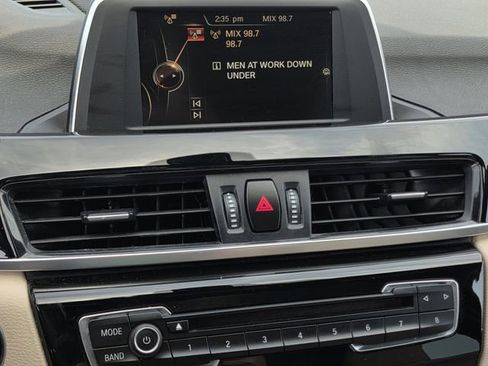 2:35 pm MIX 98.7
MIX 98.7
98.7
MEN AT WORK DOWN
UNDER
MODE
BAND
1 2 3 4 5 6 7 8